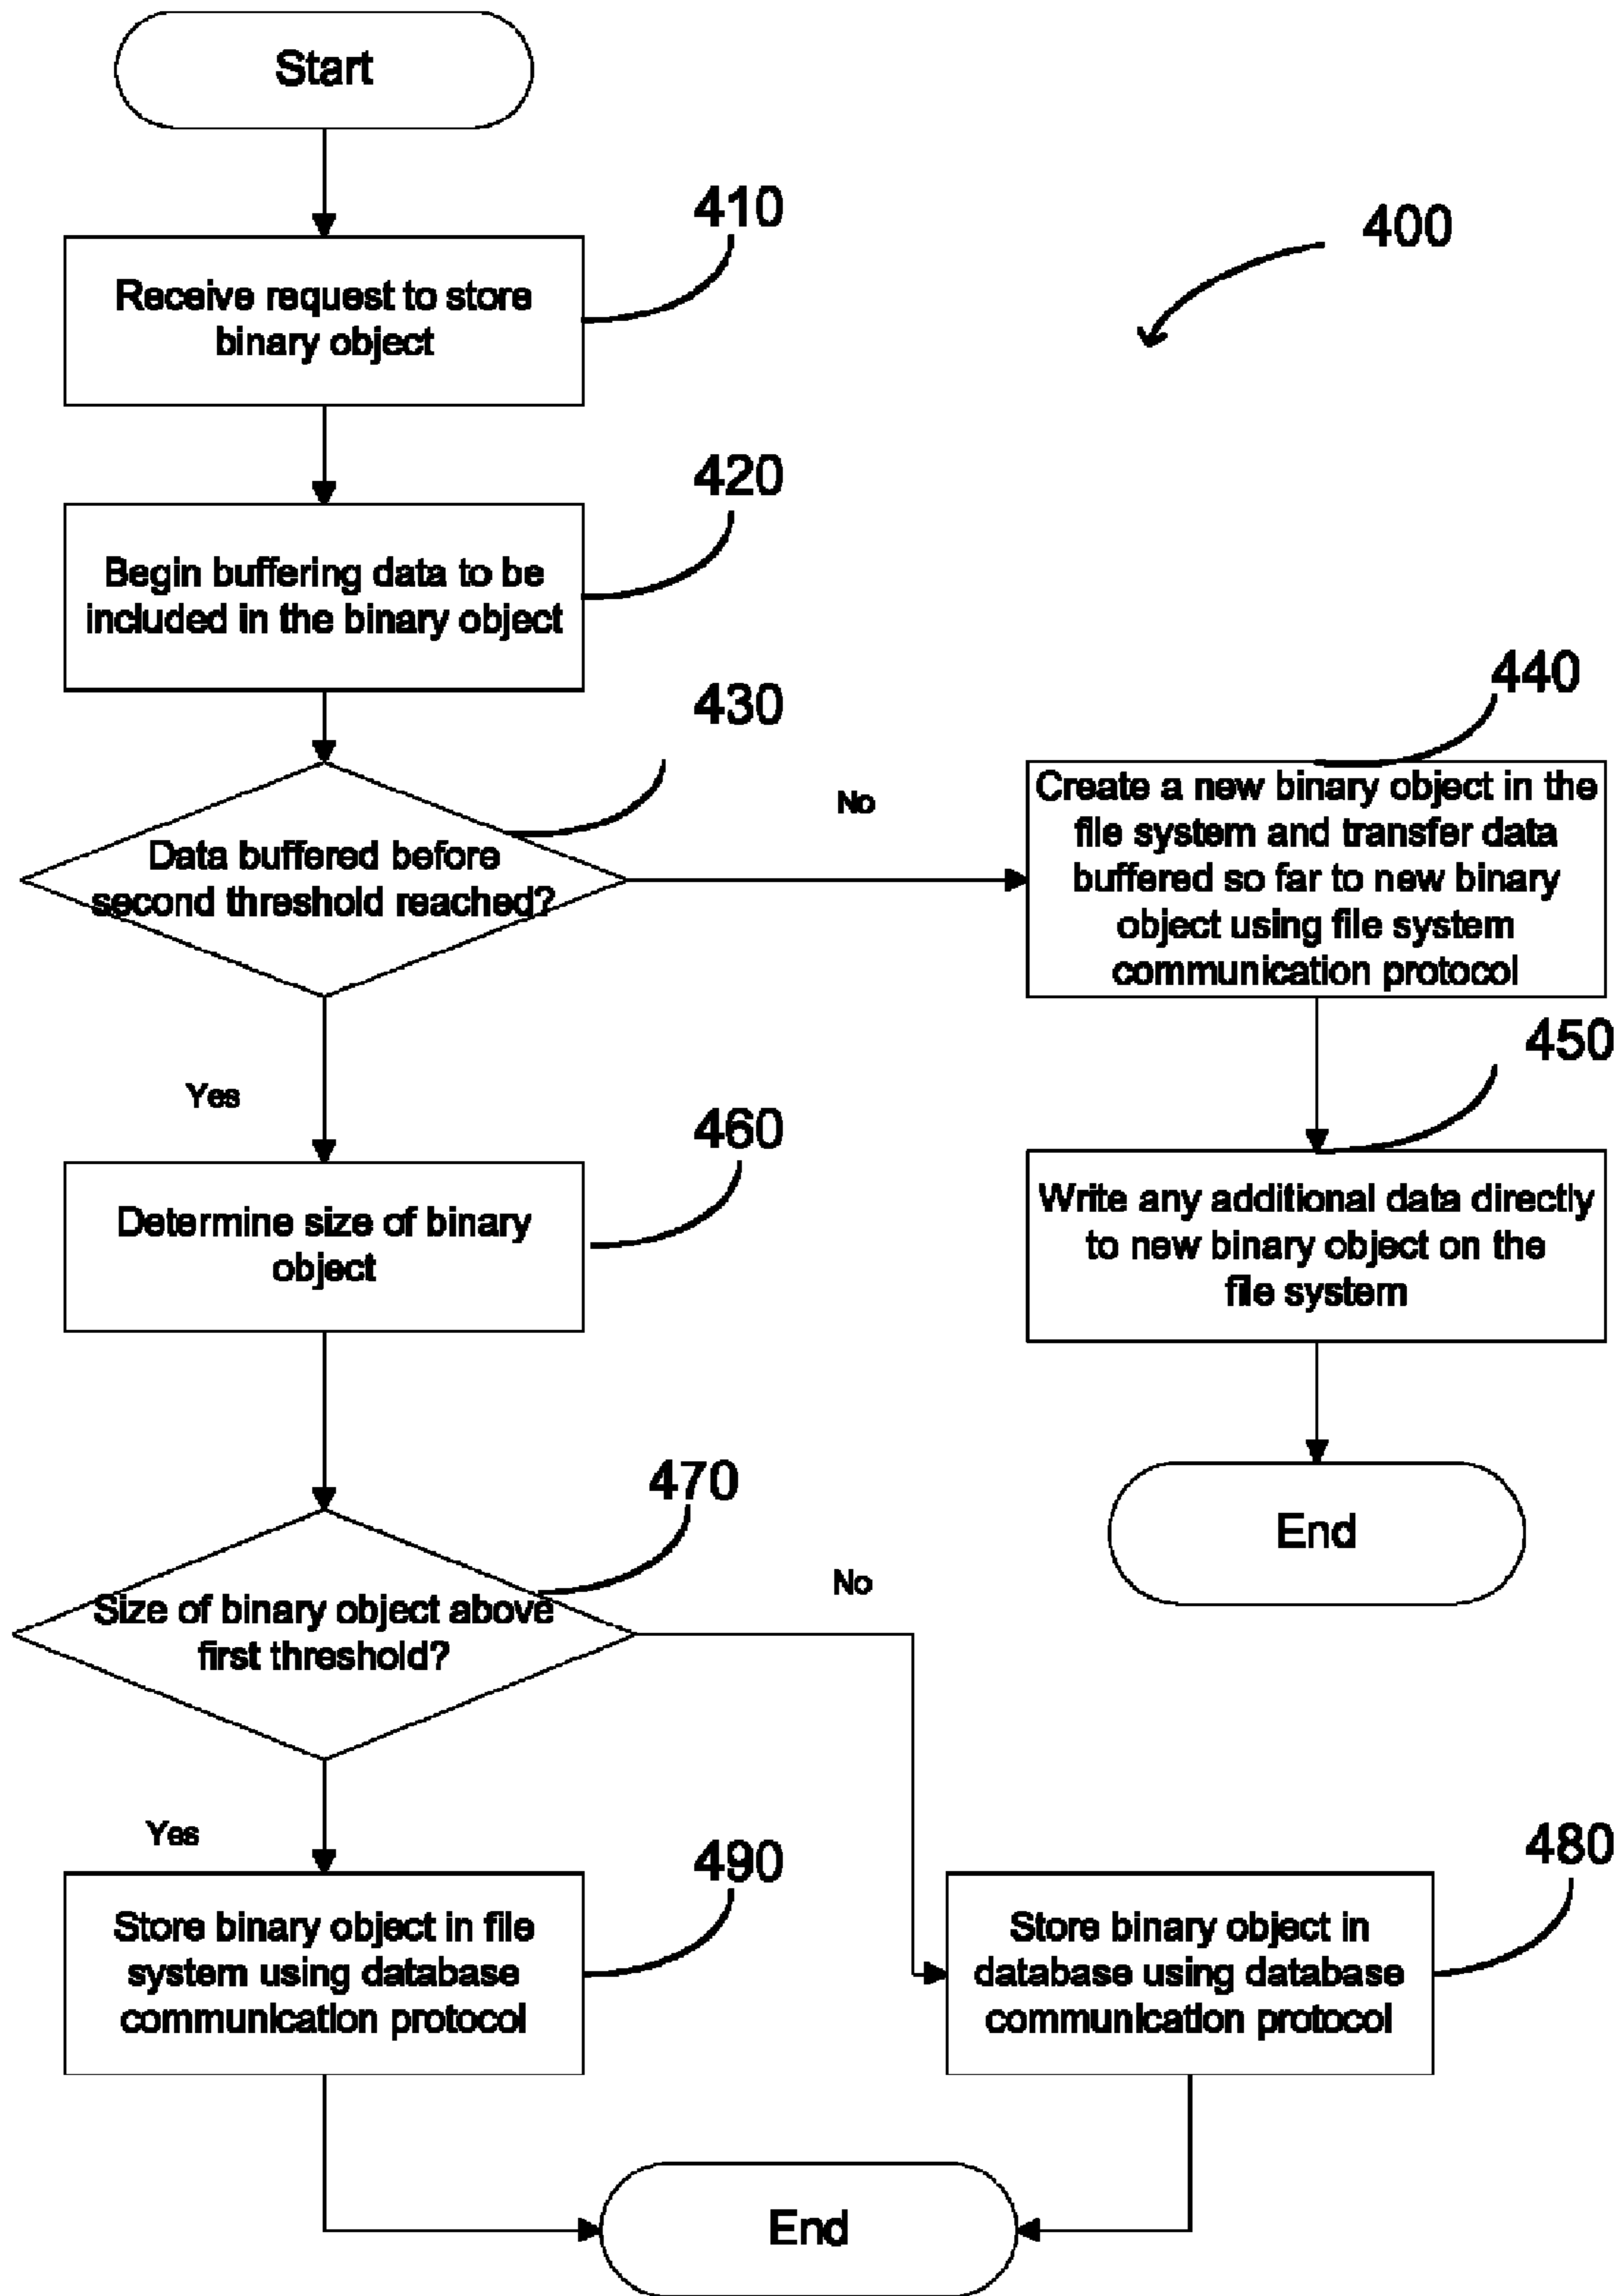 Start
410
400
Receive request to store
binary object
420
Begin buffering data to be
included in the binary object
430
440
No
Create a new binary object in the
file system and transfer data
buffered so far to new binary
object using file system
communication protocol
Data buffered before
second threshold reached?
450
Yes
460
Write any additional data directly
to new binary object on the
file system
Determine size of binary
object
470
End
No
Size of binary object above
first threshold?
Yes
490
480
Store binary object in file
system using database
communication protocol
Store binary object in
database using database
communication protocol
End